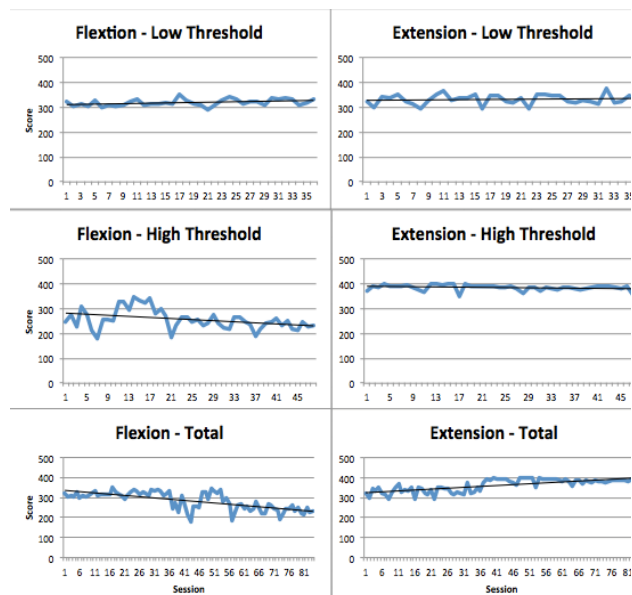 Flextion - Low Threshold
Score
500
400
300
200
100
0
1 3 5 7 9 11 13 15 17 19 21 23 25 27 29 31 33 35
Extension - Low Threshold
500
400
300
200
100
0
1 3 5 7 9 11 13 15 17 19 21 23 25 27 29 31 33 35
Flexion - High Threshold
Score
500
400
300
200
100
0
1 5 9 13 17 21 25 29 33 37 41 45
Extension - High Threshold
500
400
300
200
100
0
1 5 9 13 17 21 25 29 33 37 41 45
Flexion - Total
Score
500
400
300
200
100
0
1 6 11 16 21 26 31 36 41 46 51 56 61 66 71 76 81
Session
Extension - Total
500
400
300
200
100
0
1 6 11 16 21 26 31 36 41 46 51 56 61 66 71 76 81
Session